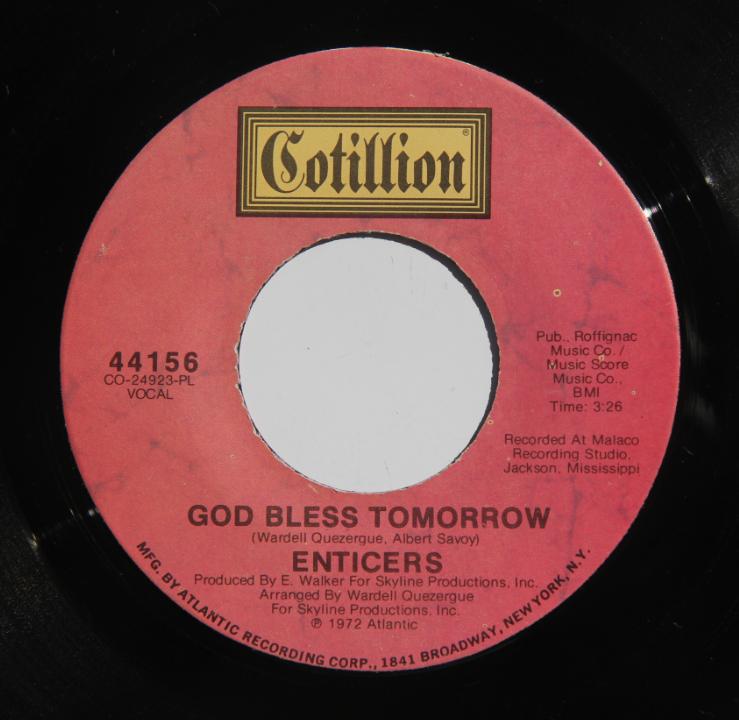 Cotillion®
44156
CO-24923-PL
VOCAL
Pub., Roffignac
Music Co. /
Music Score
Music Co.,
BMI
Time: 3:26
Recorded At Malaco
Recording Studio,
Jackson, Mississippi
GOD BLESS TOMORROW
(Wardell Quezergue, Albert Savoy)
ENTICERS
Produced By E. Walker For Skyline Productions, Inc.
Arranged By Wardell Quezergue
For Skyline Productions, Inc.
℗ 1972 Atlantic
MFG. BY ATLANTIC RECORDING CORP., 1841 BROADWAY, NEW YORK, N.Y.